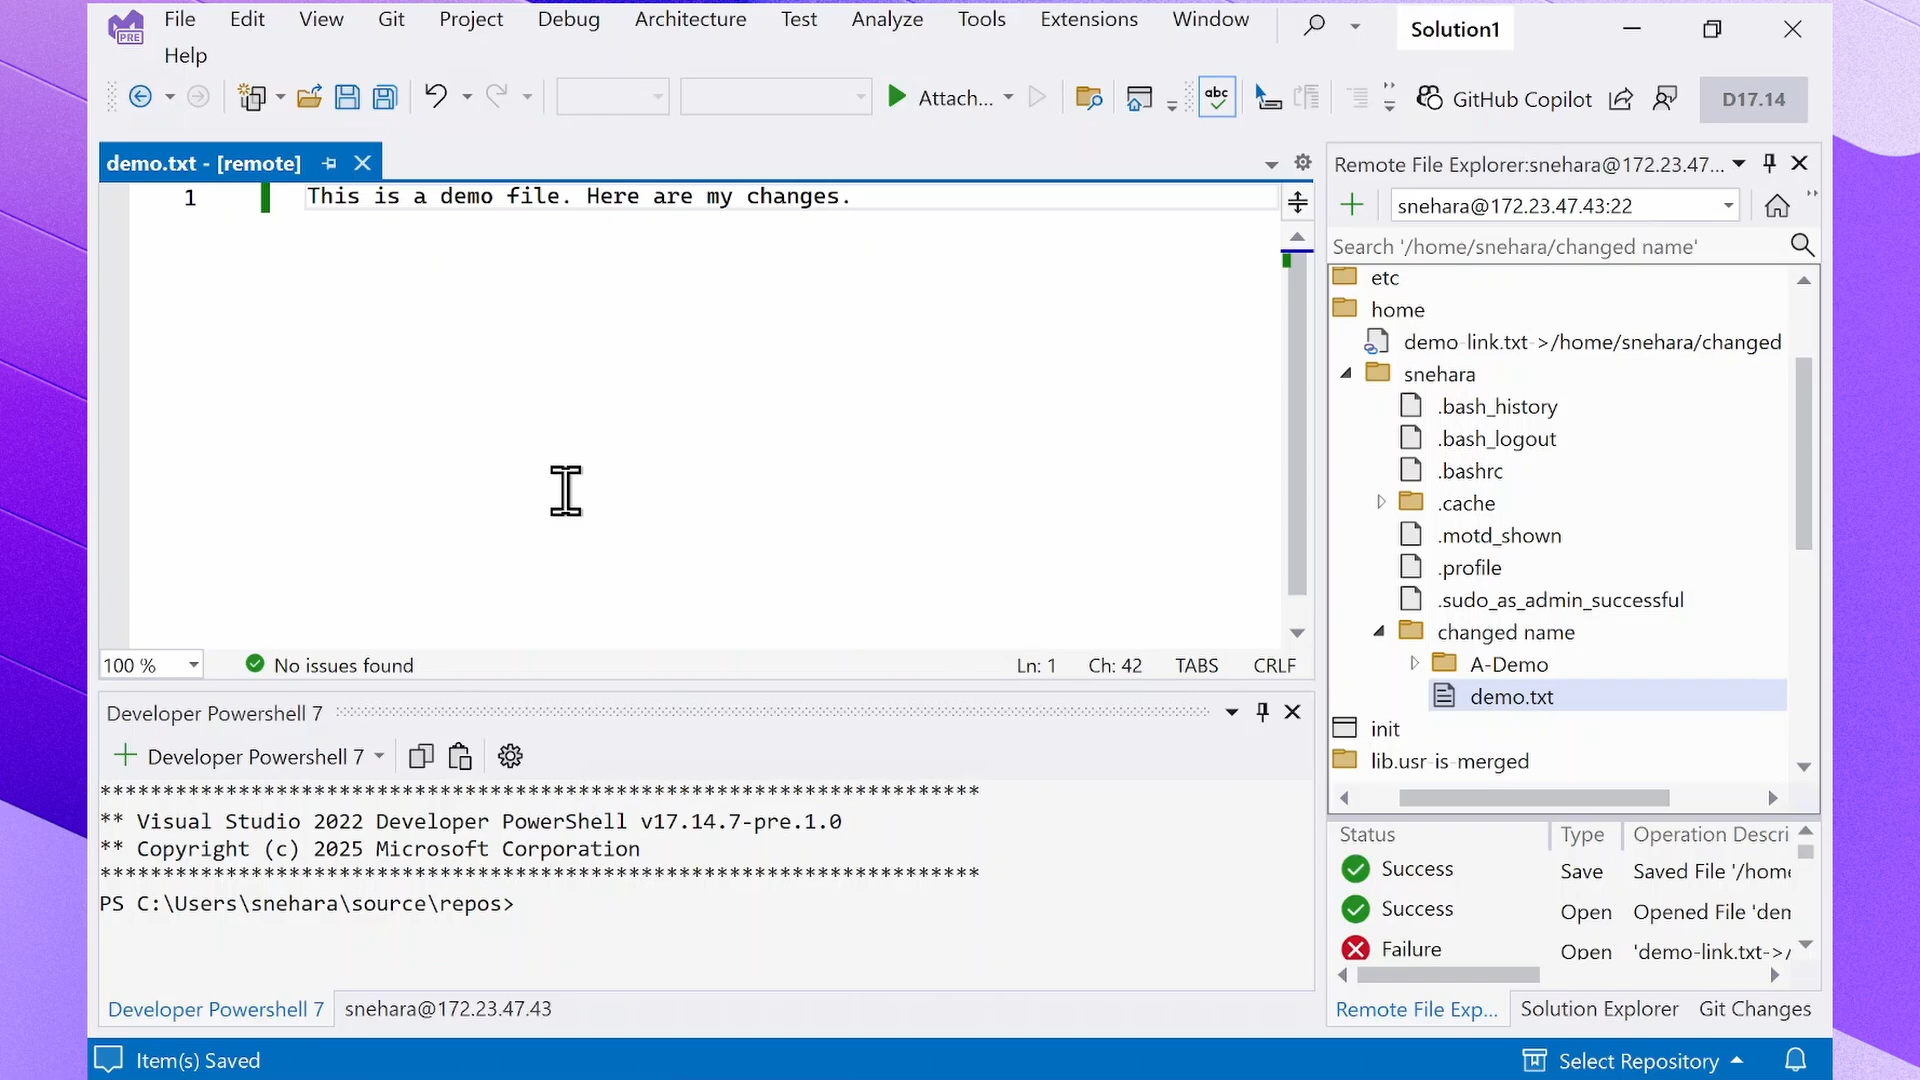 File Edit View Git Project Debug Architecture Test Analyze Tools Extensions Window Solution1
PRE
Help
Attach... abc GitHub Copilot D17.14
demo.txt - [remote]
1 This is a demo file. Here are my changes.
100 % No issues found Ln: 1 Ch: 42 TABS CRLF
Developer Powershell 7
Developer Powershell 7
**********************************************************************
** Visual Studio 2022 Developer PowerShell v17.14.7-pre.1.0
** Copyright (c) 2025 Microsoft Corporation
**********************************************************************
PS C:\Users\snehara\source\repos>
Developer Powershell 7 snehara@172.23.47.43
Remote File Explorer:snehara@172.23.47...
snehara@172.23.47.43:22
Search '/home/snehara/changed name'
etc
home
demo-link.txt->/home/snehara/changed
snehara
.bash_history
.bash_logout
.bashrc
.cache
.motd_shown
.profile
.sudo_as_admin_successful
changed name
A-Demo
demo.txt
init
lib.usr-is-merged
Status Type Operation Descri
Success Save Saved File '/home
Success Open Opened File 'dem
Failure Open 'demo-link.txt->/
Remote File Exp... Solution Explorer Git Changes
Item(s) Saved Select Repository